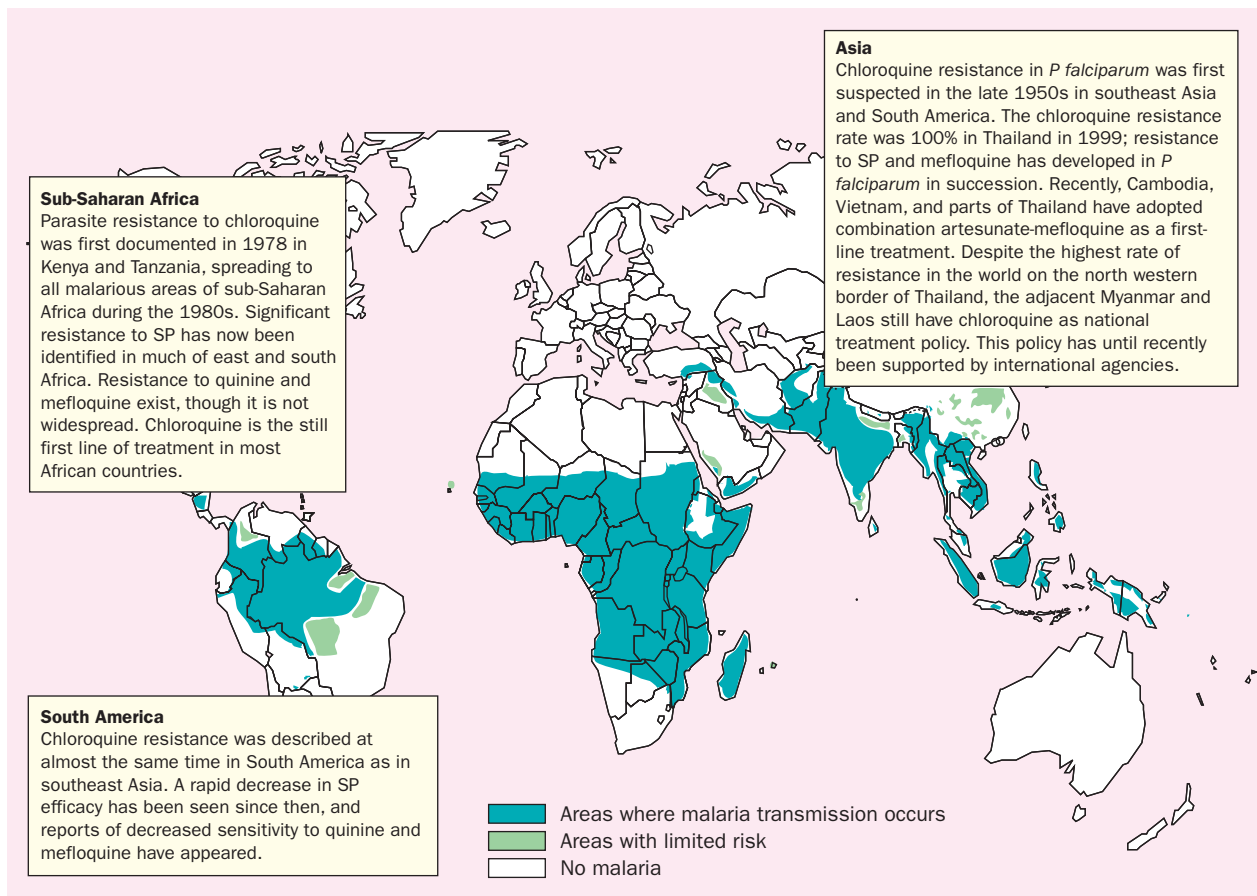 Asia
Chloroquine resistance in P falciparum was first
suspected in the late 1950s in southeast Asia
and South America. The chloroquine resistance
rate was 100% in Thailand in 1999; resistance
to SP and mefloquine has developed in P
falciparum in succession. Recently, Cambodia,
Vietnam, and parts of Thailand have adopted
combination artesunate-mefloquine as a first-
line treatment. Despite the highest rate of
resistance in the world on the north western
border of Thailand, the adjacent Myanmar and
Laos still have chloroquine as national
treatment policy. This policy has until recently
been supported by international agencies.
Sub-Saharan Africa
Parasite resistance to chloroquine
was first documented in 1978 in
Kenya and Tanzania, spreading to
all malarious areas of sub-Saharan
Africa during the 1980s. Significant
resistance to SP has now been
identified in much of east and south
Africa. Resistance to quinine and
mefloquine exist, though it is not
widespread. Chloroquine is the still
first line of treatment in most
African countries.
South America
Chloroquine resistance was described at
almost the same time in South America as in
southeast Asia. A rapid decrease in SP
efficacy has been seen since then, and
reports of decreased sensitivity to quinine and
mefloquine have appeared.
Areas where malaria transmission occurs
Areas with limited risk
No malaria